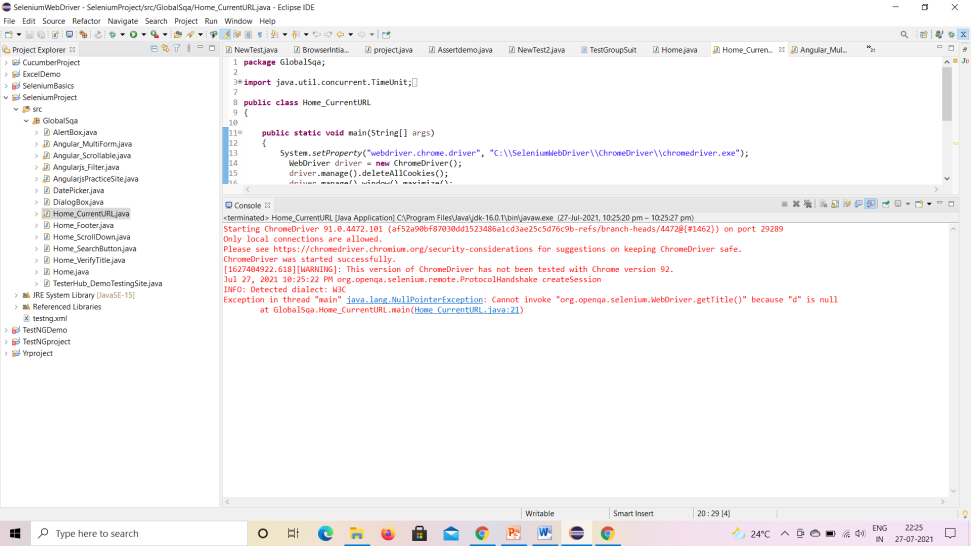 SeleniumWebDriver - SeleniumProject/src/GlobalSqa/Home_CurrentURL.java - Eclipse IDE
File Edit Source Refactor Navigate Search Project Run Window Help
Project Explorer
CucumberProject
ExcelDemo
SeleniumBasics
SeleniumProject
src
GlobalSqa
AlertBox.java
Angular_MultiForm.java
Angular_Scrollable.java
Angularjs_Filter.java
AngularjsPracticeSite.java
DatePicker.java
DialogBox.java
Home_CurrentURL.java
Home_Footer.java
Home_ScrollDown.java
Home_SearchButton.java
Home_VerifyTitle.java
Home.java
TesterHub_DemoTestingSite.java
JRE System Library [JavaSE-15]
Referenced Libraries
testng.xml
TestNGDemo
TestNGproject
Yrproject
NewTest.java BrowserIntia... project.java Assertdemo.java NewTest2.java TestGroupSuit Home.java Home_Curren... Angular_Mul...
1 package GlobalSqa;
2
3 import java.util.concurrent.TimeUnit;
7
8 public class Home_CurrentURL
9 {
10
11 public static void main(String[] args)
12 {
13 System.setProperty("webdriver.chrome.driver", "C:\\SeleniumWebDriver\\ChromeDriver\\chromedriver.exe");
14 WebDriver driver = new ChromeDriver();
15 driver.manage().deleteAllCookies();
16 driver.manage().window().maximize();
Console
<terminated> Home_CurrentURL [Java Application] C:\Program Files\Java\jdk-16.0.1\bin\javaw.exe (27-Jul-2021, 10:25:20 pm – 10:25:27 pm)
Starting ChromeDriver 91.0.4472.101 (af52a90bf87030dd1523486a1cd3ae25c5d76c9b-refs/branch-heads/4472@{#1462}) on port 29289
Only local connections are allowed.
Please see https://chromedriver.chromium.org/security-considerations for suggestions on keeping ChromeDriver safe.
ChromeDriver was started successfully.
[1627404922.618][WARNING]: This version of ChromeDriver has not been tested with Chrome version 92.
Jul 27, 2021 10:25:22 PM org.openqa.selenium.remote.ProtocolHandshake createSession
INFO: Detected dialect: W3C
Exception in thread "main" java.lang.NullPointerException: Cannot invoke "org.openqa.selenium.WebDriver.getTitle()" because "d" is null
at GlobalSqa.Home_CurrentURL.main(Home_CurrentURL.java:21)
Writable Smart Insert 20 : 29 [4]
Type here to search
24°C
ENG
IN
22:25
27-07-2021